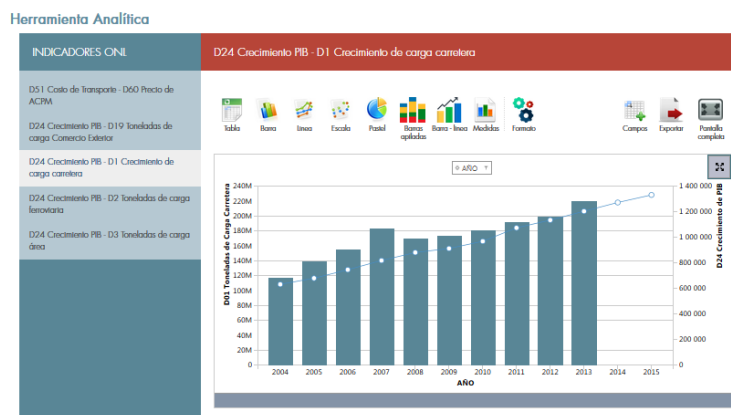 Herramienta Analítica
INDICADORES ONL
D24 Crecimiento PIB - D1 Crecimiento de carga carretera
D51 Costo de Transporte - D60 Precio de
ACPM
D24 Crecimiento PIB - D19 Toneladas de
carga Comercio Exterior
D24 Crecimiento PIB - D1 Crecimiento de
carga carretera
D24 Crecimiento PIB - D2 Toneladas de carga
ferroviaria
D24 Crecimiento PIB - D3 Toneladas de carga
área
Tabla
Barra
Linea
Escala
Pastel
Barras
apiladas
Barra - linea
Medidas
Formato
Campos
Exportar
Pantalla
completa
AÑO
D01 Toneladas de Carga Carretera
240M
220M
200M
180M
160M
140M
120M
100M
80M
60M
40M
20M
0
1 400 000
1 200 000
1 000 000
800 000
600 000
400 000
200 000
0
D24 Crecimiento de PIB
2004 2005 2006 2007 2008 2009 2010 2011 2012 2013 2014 2015
AÑO